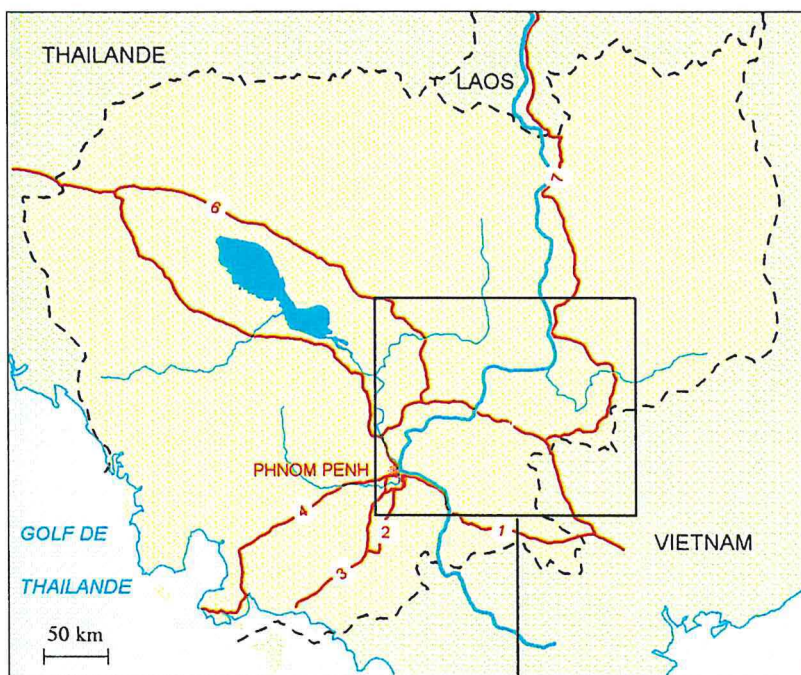 THAILANDE
LAOS
7
6
PHNOM PENH
4
2
1
3
GOLF DE
THAILANDE
VIETNAM
50 km